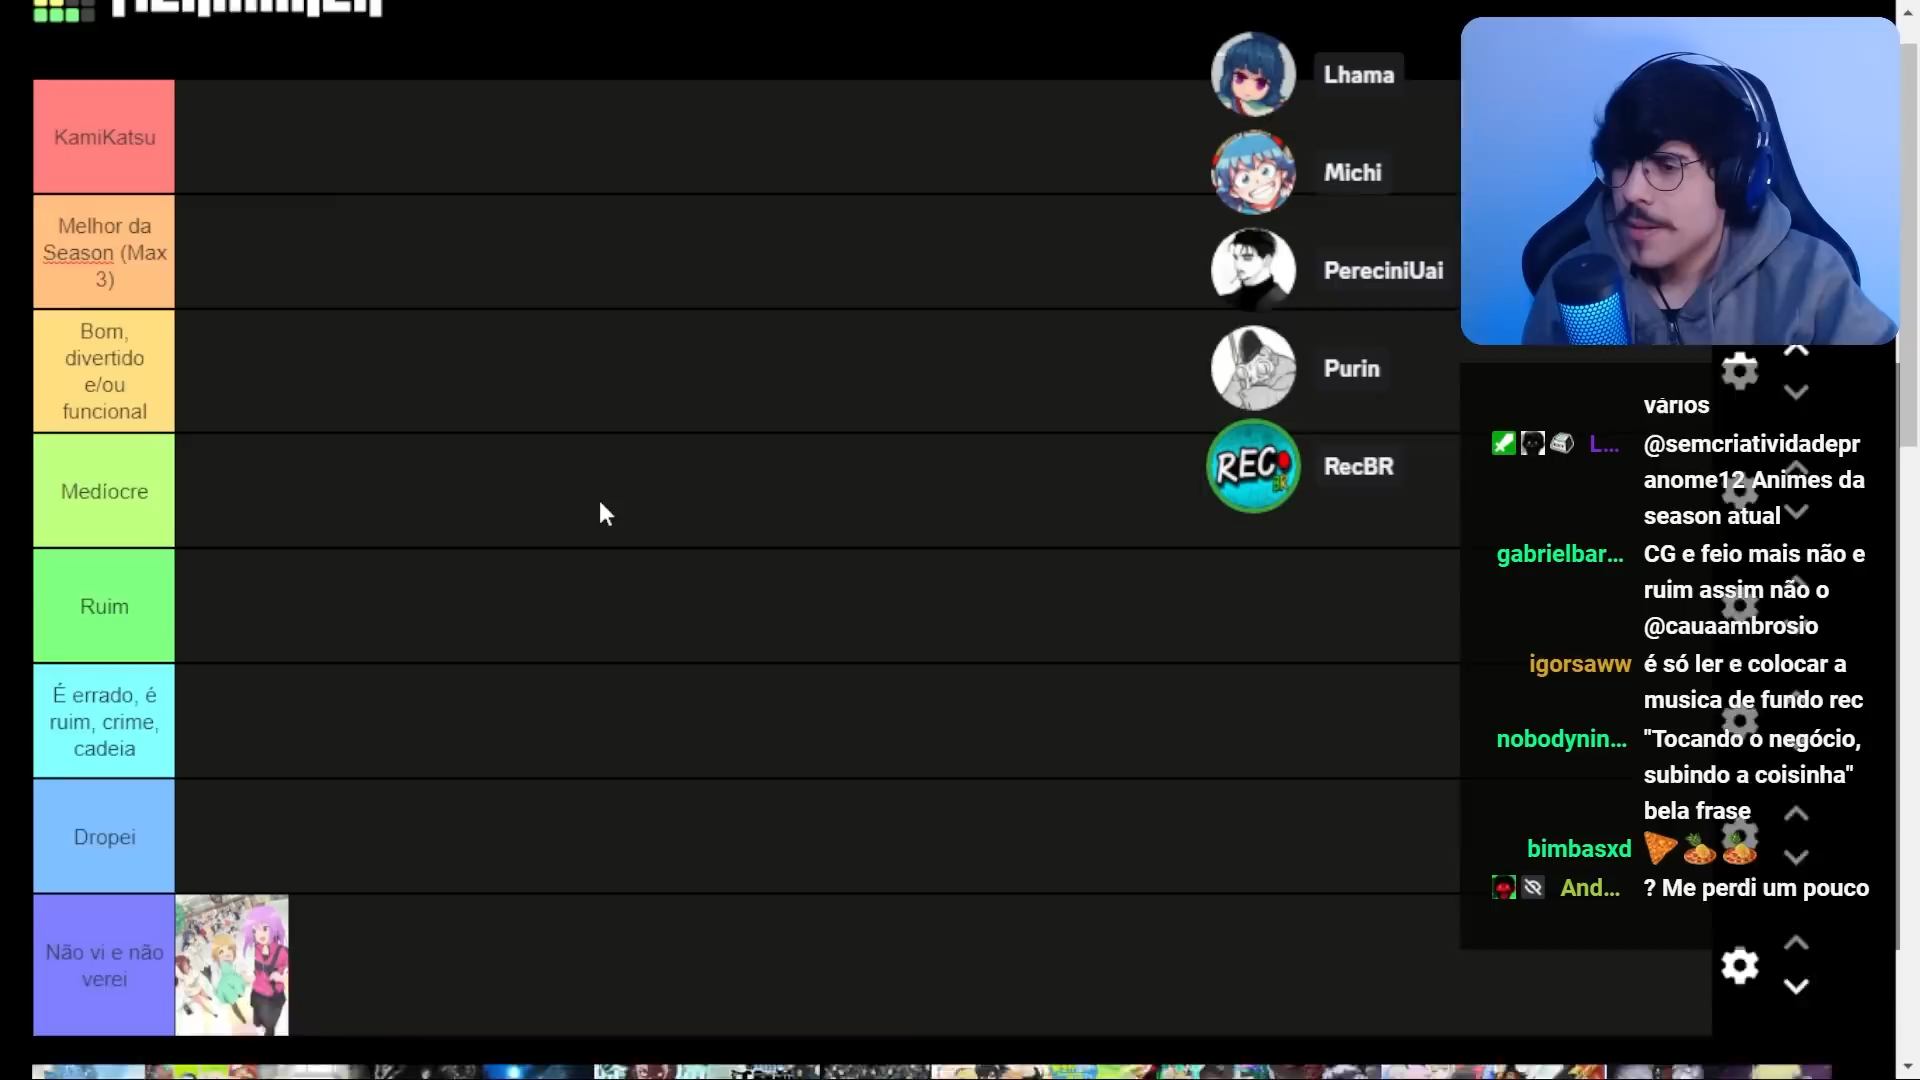 KamiKatsu
Melhor da
Season (Max
3)
Bom,
divertido
e/ou
funcional
Medíocre
Ruim
É errado, é
ruim, crime,
cadeia
Dropei
Não vi e não
verei
Lhama
Michi
PereciniUai
Purin
REC
BR
RecBR
vários
L... @semcriatividadepr
anome12 Animes da
season atual
gabrielbar... CG e feio mais não e
ruim assim não o
@cauaambrosio
igorsaww é só ler e colocar a
musica de fundo rec
nobodynin... "Tocando o negócio,
subindo a coisinha"
bela frase
bimbasxd
And... ? Me perdi um pouco